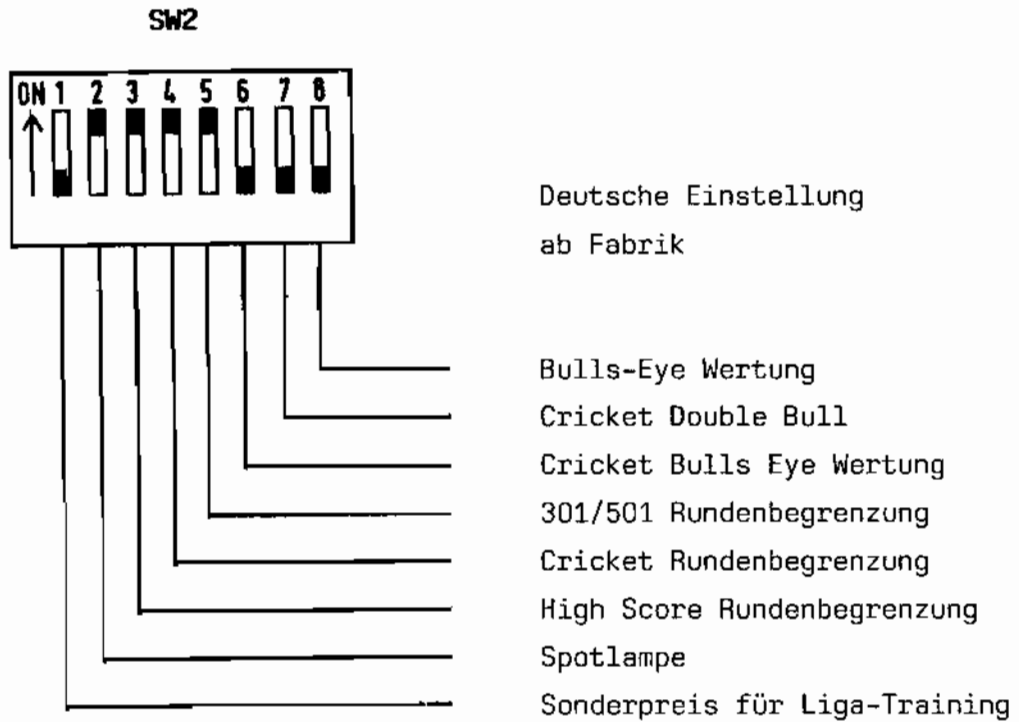 SW2
ON 1 2 3 4 5 6 7 8
Deutsche Einstellung
ab Fabrik
Bulls-Eye Wertung
Cricket Double Bull
Cricket Bulls Eye Wertung
301/501 Rundenbegrenzung
Cricket Rundenbegrenzung
High Score Rundenbegrenzung
Spotlampe
Sonderpreis für Liga-Training